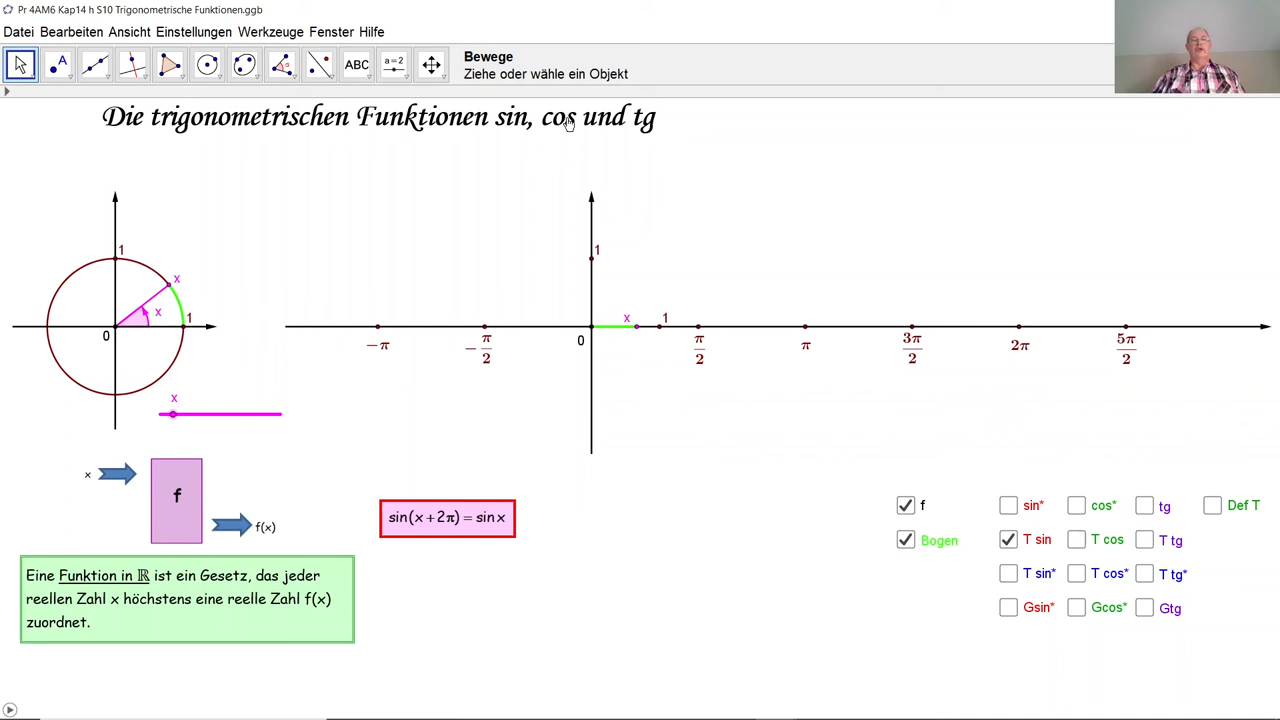 Pr 4AM6 Kap14 h S10 Trigonometrische Funktionen.ggb
Datei Bearbeiten Ansicht Einstellungen Werkzeuge Fenster Hilfe
A ABC a=2
Bewege
Ziehe oder wähle ein Objekt
Die trigonometrischen Funktionen sin, cos und tg
1 1
x
x
1 x 1
0 0
−π −π/2 π/2 π 3π/2 2π 5π/2
x
x f f(x)
sin(x+2π)=sinx
f sin* cos* tg Def T
Bogen T sin T cos T tg
T sin* T cos* T tg*
Gsin* Gcos* Gtg
Eine Funktion in ℝ ist ein Gesetz, das jeder
reellen Zahl x höchstens eine reelle Zahl f(x)
zuordnet.